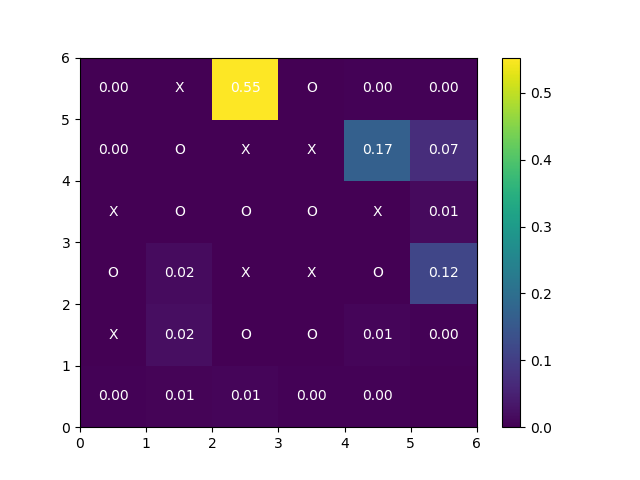 6
0.00 X 0.55 O 0.00 0.00
0.5
5
0.00 O X X 0.17 0.07
0.4
4
X O O O X 0.01
0.3
3
O 0.02 X X O 0.12
0.2
2
X 0.02 O O 0.01 0.00
0.1
1
0.00 0.01 0.01 0.00 0.00
0 0.0
0 1 2 3 4 5 6